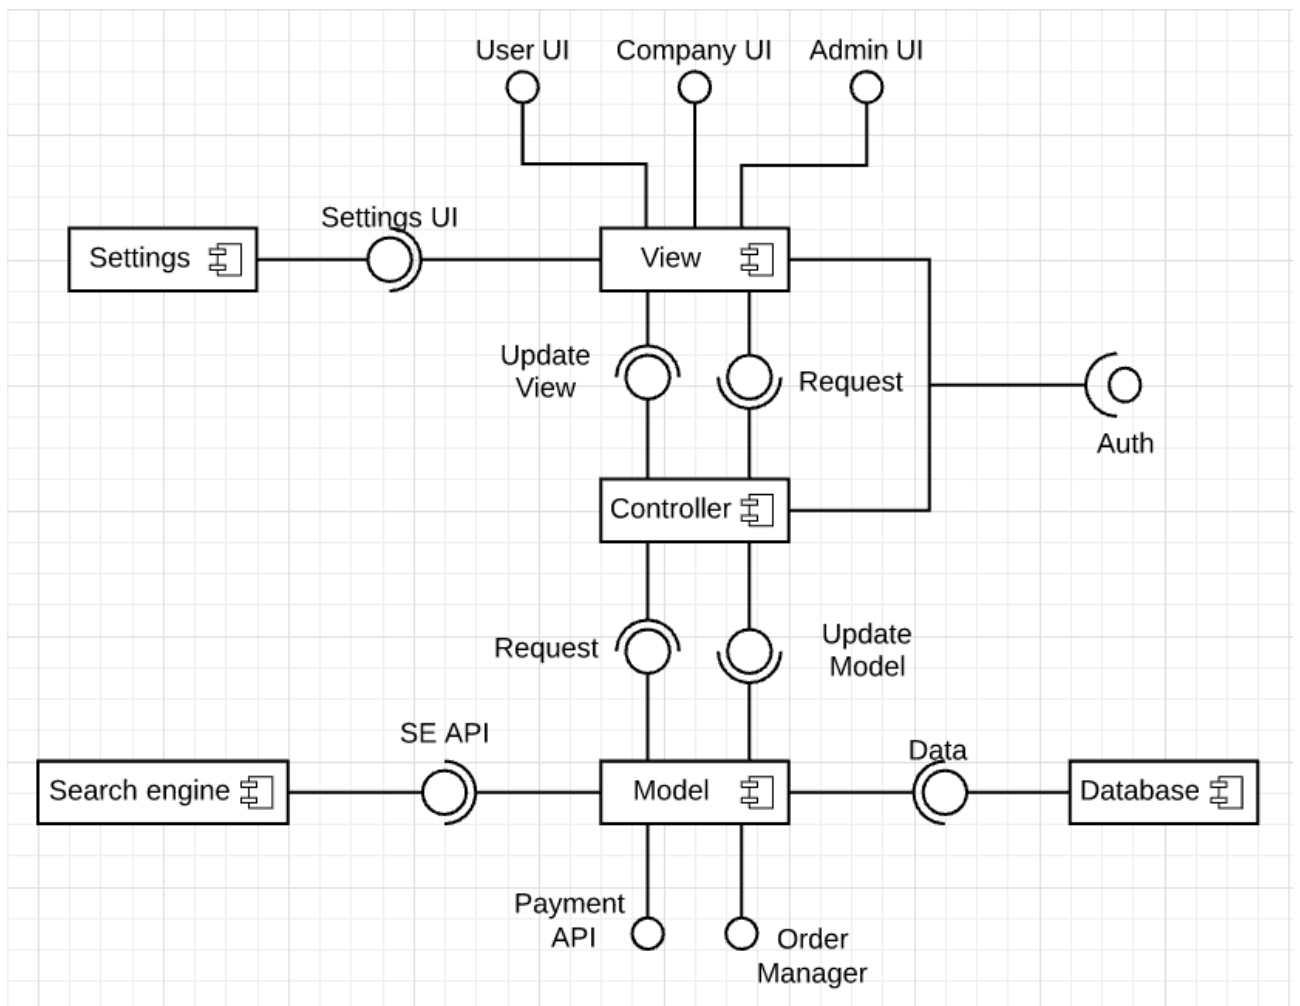 User UI
Company UI
Admin UI
Settings UI
Settings
View
Update
View
Request
Auth
Controller
Request
Update
Model
SE API
Data
Search engine
Model
Database
Payment
API
Order
Manager